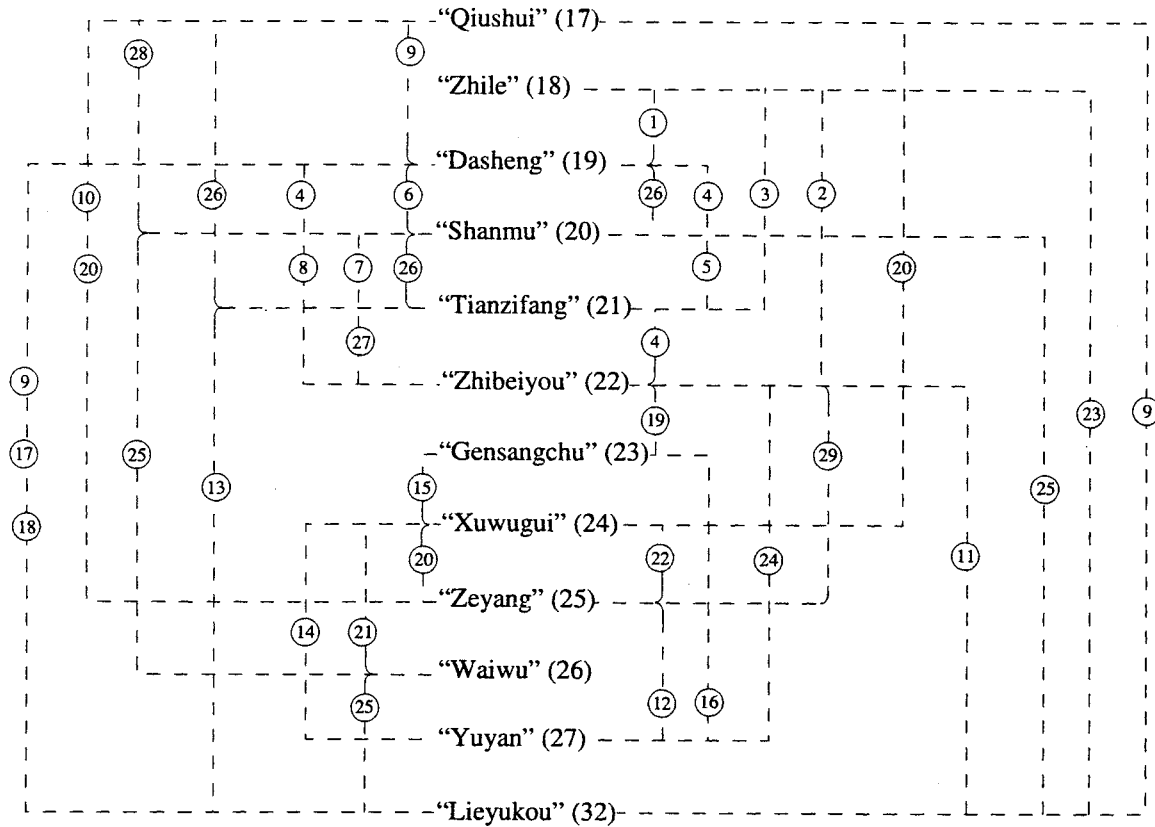 “Qiushui” (17)
28 9
“Zhile” (18)
1
“Dasheng” (19)
10 26 4 6 26 4 3 2
“Shanmu” (20)
20 8 7 26 5 20
“Tianzifang” (21)
27 4
9 “Zhibeiyou” (22)
19 23 9
17 25 “Gensangchu” (23) 29
13 15 25
18 “Xuwugui” (24)
20 22 24 11
“Zeyang” (25)
14 21
“Waiwu” (26)
25 12 16
“Yuyan” (27)
“Lieyukou” (32)